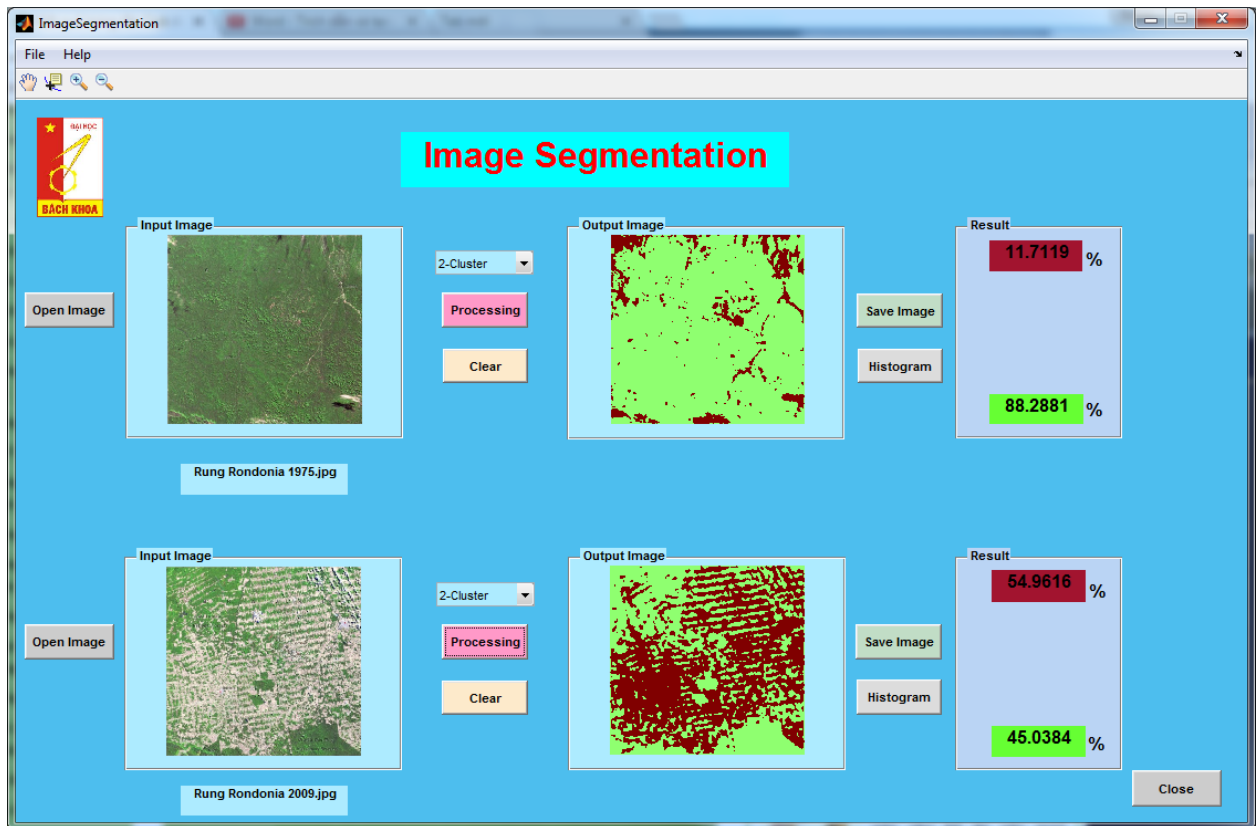 ImageSegmentation
File Help
ĐẠI HỌC
BÁCH KHOA
Image Segmentation
Input Image
Output Image
Result
2-Cluster
11.7119 %
Open Image
Processing
Save Image
Clear
Histogram
88.2881 %
Rung Rondonia 1975.jpg
Input Image
Output Image
Result
2-Cluster
54.9616 %
Open Image
Processing
Save Image
Clear
Histogram
45.0384 %
Rung Rondonia 2009.jpg
Close